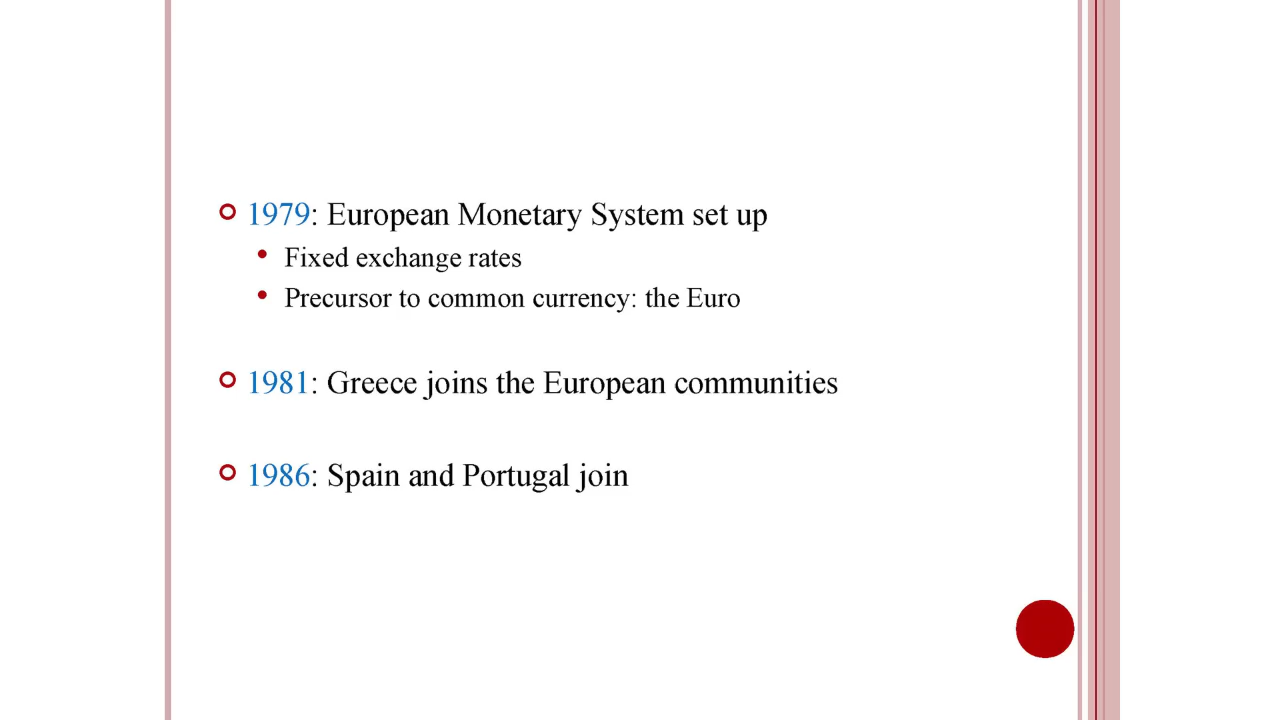 1979: European Monetary System set up
Fixed exchange rates
Precursor to common currency: the Euro
1981: Greece joins the European communities
1986: Spain and Portugal join